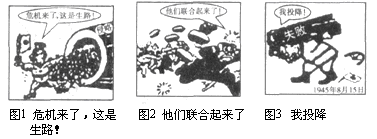 危机来了,这是生路!
侵略
他们联合起来了!
我投降!
失败
1945年8月15日
图1 危机来了，这是生路！
图2 他们联合起来了
图3 我投降